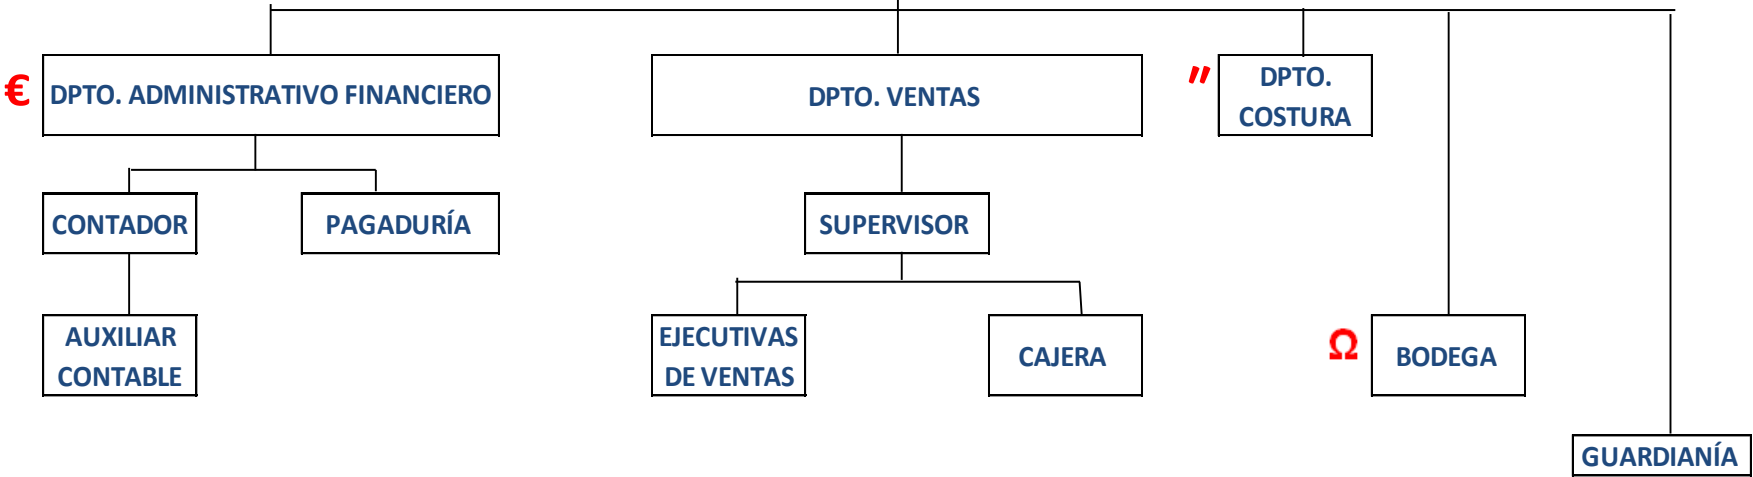 €
DPTO. ADMINISTRATIVO FINANCIERO
DPTO. VENTAS
"
DPTO.
COSTURA
CONTADOR
PAGADURÍA
SUPERVISOR
AUXILIAR
CONTABLE
EJECUTIVAS
DE VENTAS
CAJERA
Ω
BODEGA
GUARDIANÍA